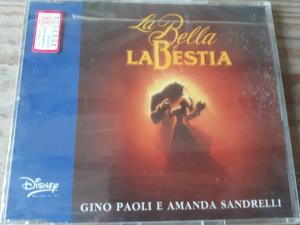 La Bella
LA BESTIA
DISNEY
GINO PAOLI E AMANDA SANDRELLI